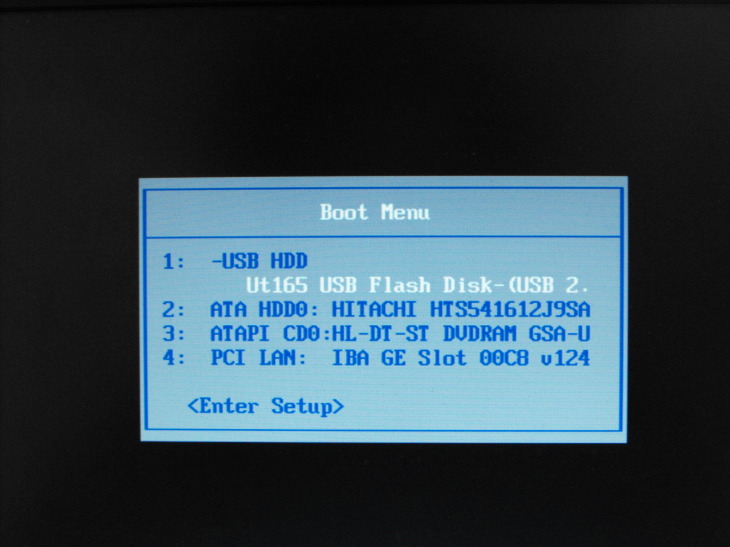 Boot Menu
1: -USB HDD
Ut165 USB Flash Disk-(USB 2.
2: ATA HDD0: HITACHI HTS541612J9SA
3: ATAPI CD0:HL-DT-ST DVDRAM GSA-U
4: PCI LAN: IBA GE Slot 00C8 v124
<Enter Setup>